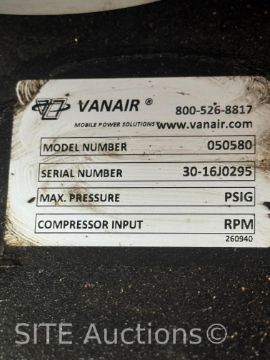 VANAIR ®
800-526-8817
MOBILE POWER SOLUTIONS
www.vanair.com
MODEL NUMBER 050580
SERIAL NUMBER 30-16J0295
MAX. PRESSURE PSIG
COMPRESSOR INPUT RPM
260940
SITE Auctions(C)